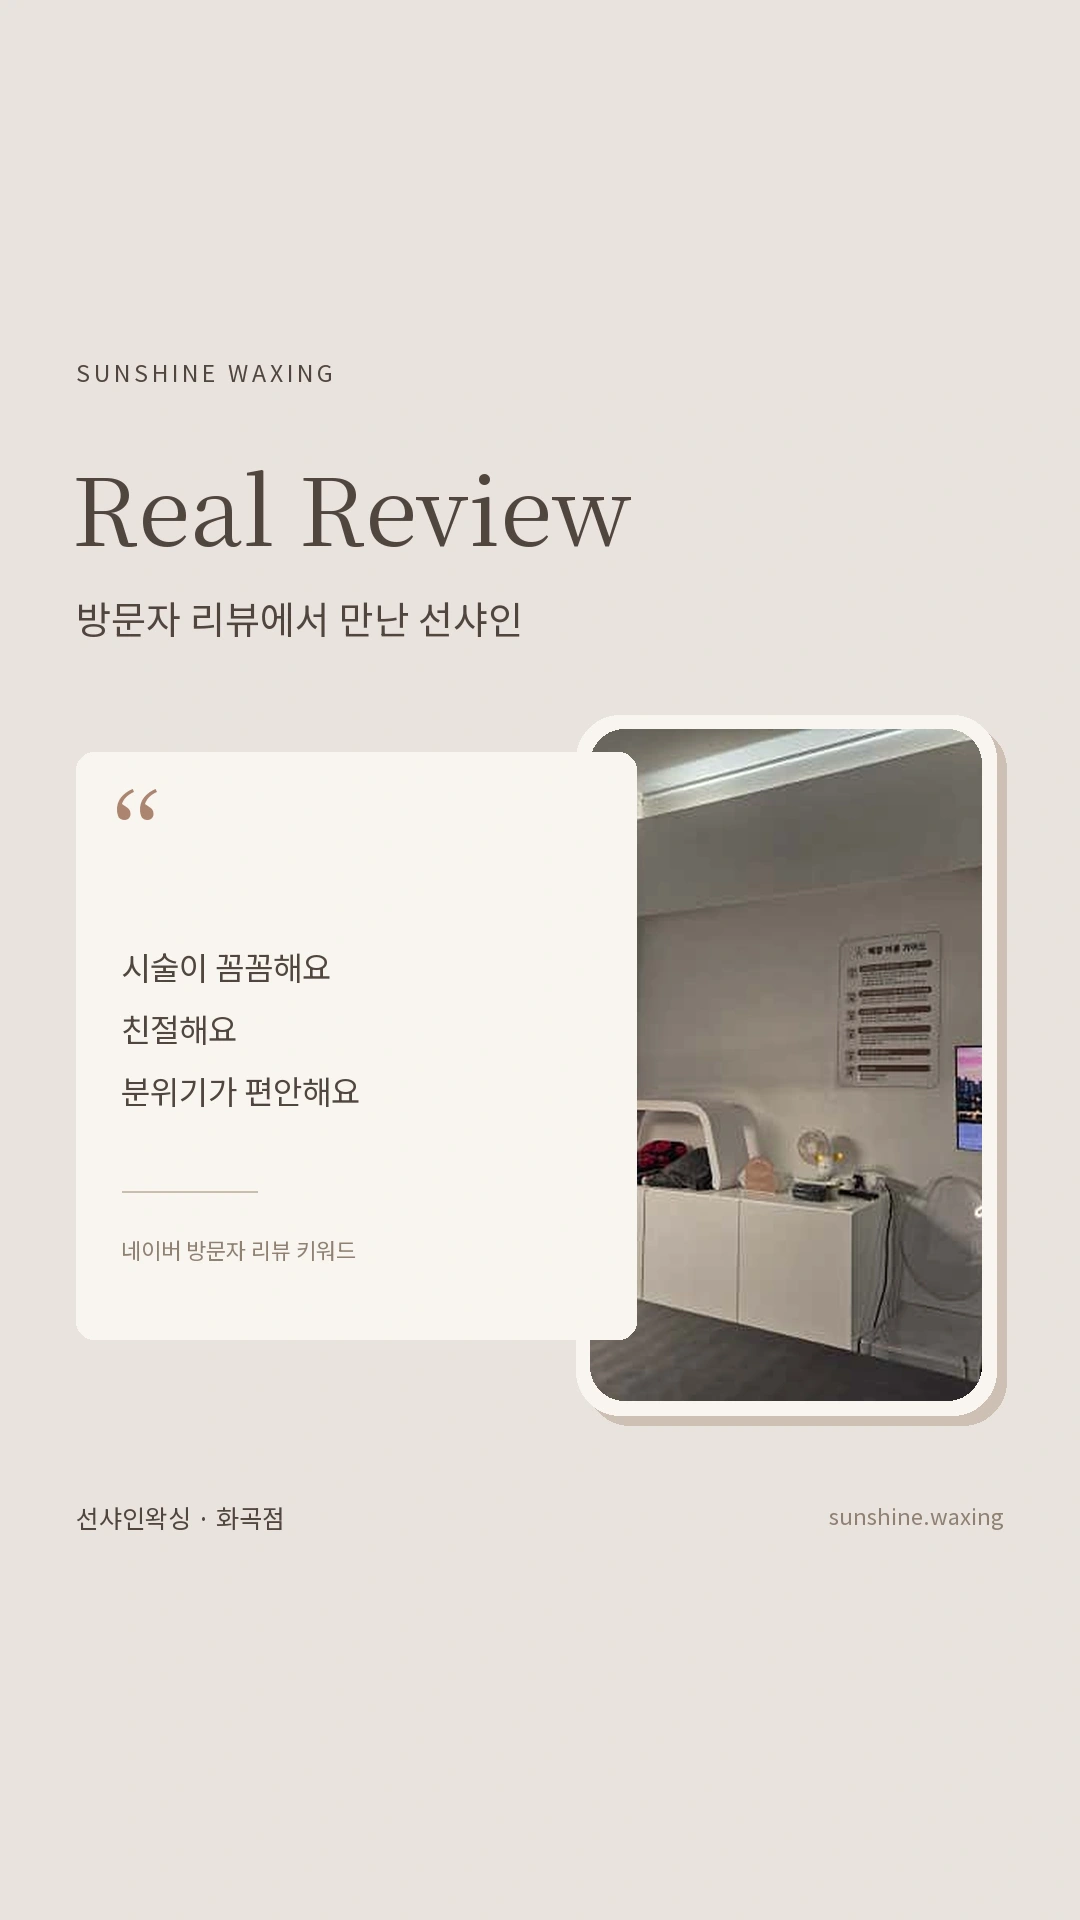 SUNSHINE WAXING
Real Review
방문자 리뷰에서 만난 선샤인
“
시술이 꼼꼼해요
친절해요
분위기가 편안해요
네이버 방문자 리뷰 키워드
선샤인왁싱 · 화곡점
sunshine.waxing